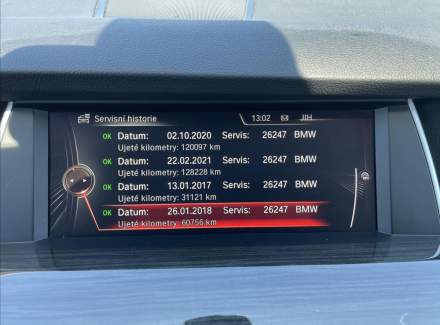 Servisní historie 13:02 JIH
OK Datum: 02.10.2020 Servis: 26247 BMW
Ujeté kilometry: 120097 km
OK Datum: 22.02.2021 Servis: 26247 BMW
Ujeté kilometry: 128228 km
OK Datum: 13.01.2017 Servis: 26247 BMW
Ujeté kilometry: 31121 km
OK Datum: 26.01.2018 Servis: 26247 BMW
Ujeté kilometry: 60756 km